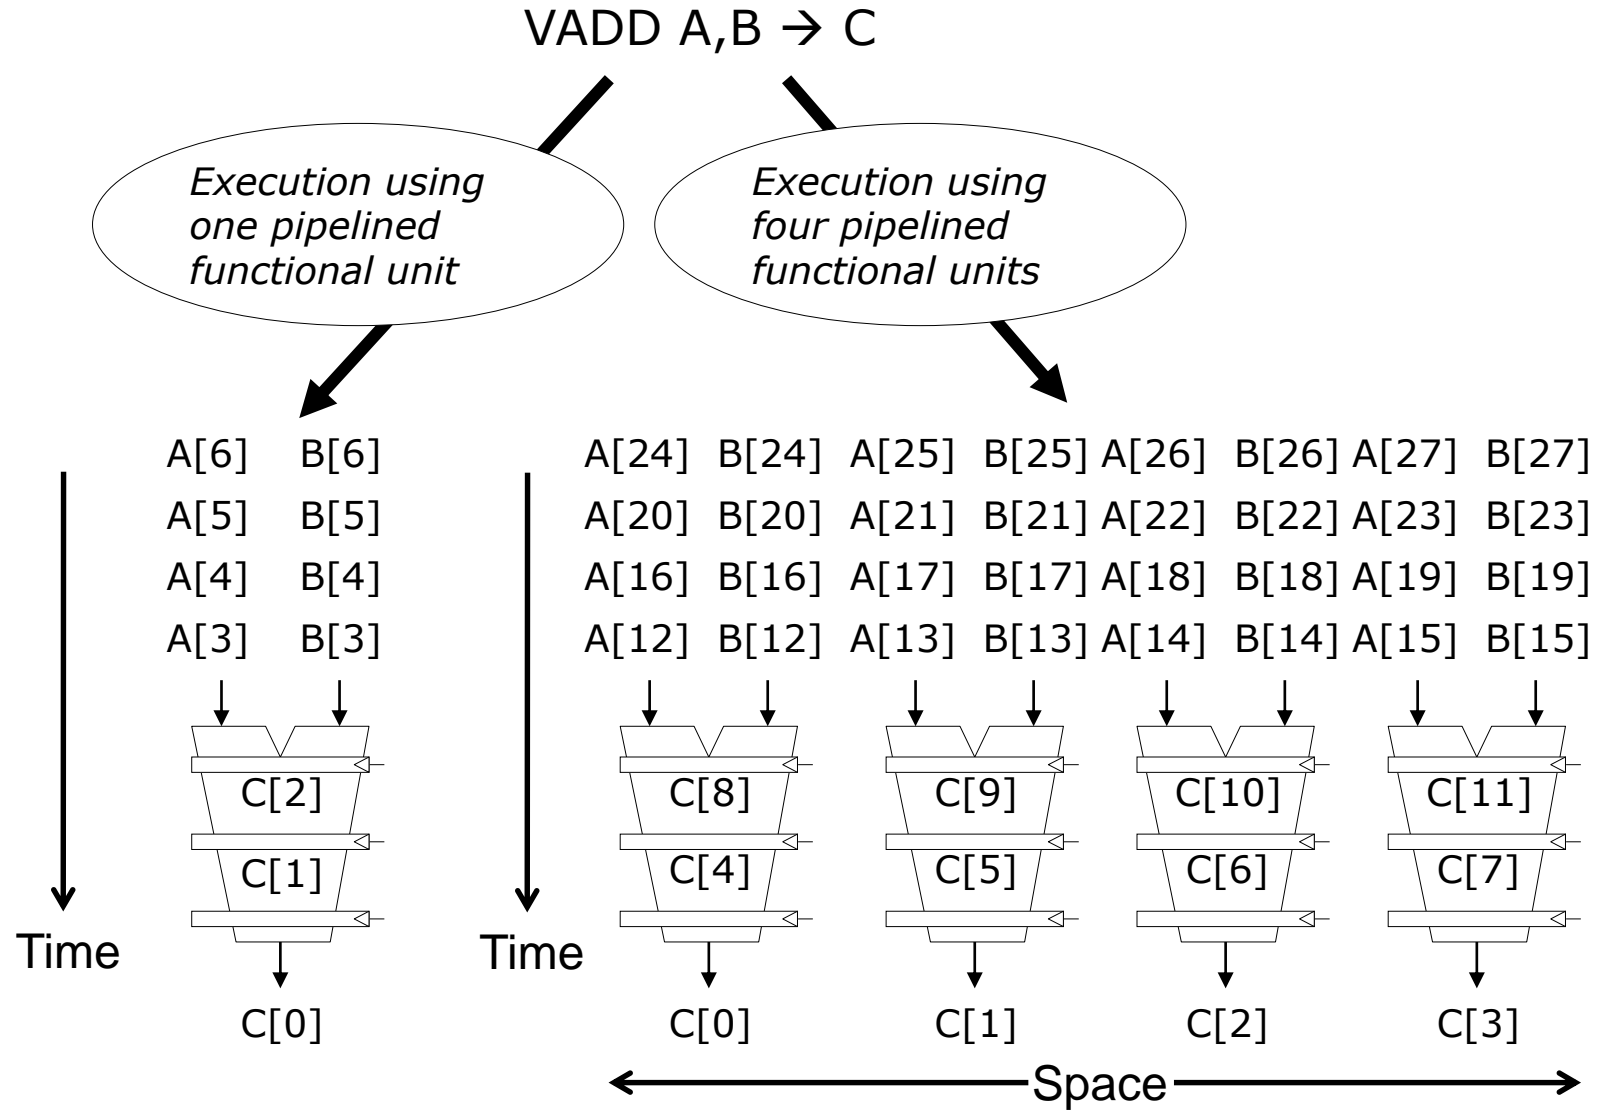 VADD A,B → C
Execution using
one pipelined
functional unit
Execution using
four pipelined
functional units
A[6] B[6]
A[5] B[5]
A[4] B[4]
A[3] B[3]
C[2]
C[1]
C[0]
Time
A[24] B[24] A[25] B[25] A[26] B[26] A[27] B[27]
A[20] B[20] A[21] B[21] A[22] B[22] A[23] B[23]
A[16] B[16] A[17] B[17] A[18] B[18] A[19] B[19]
A[12] B[12] A[13] B[13] A[14] B[14] A[15] B[15]
C[8] C[9] C[10] C[11]
C[4] C[5] C[6] C[7]
Time
C[0] C[1] C[2] C[3]
Space